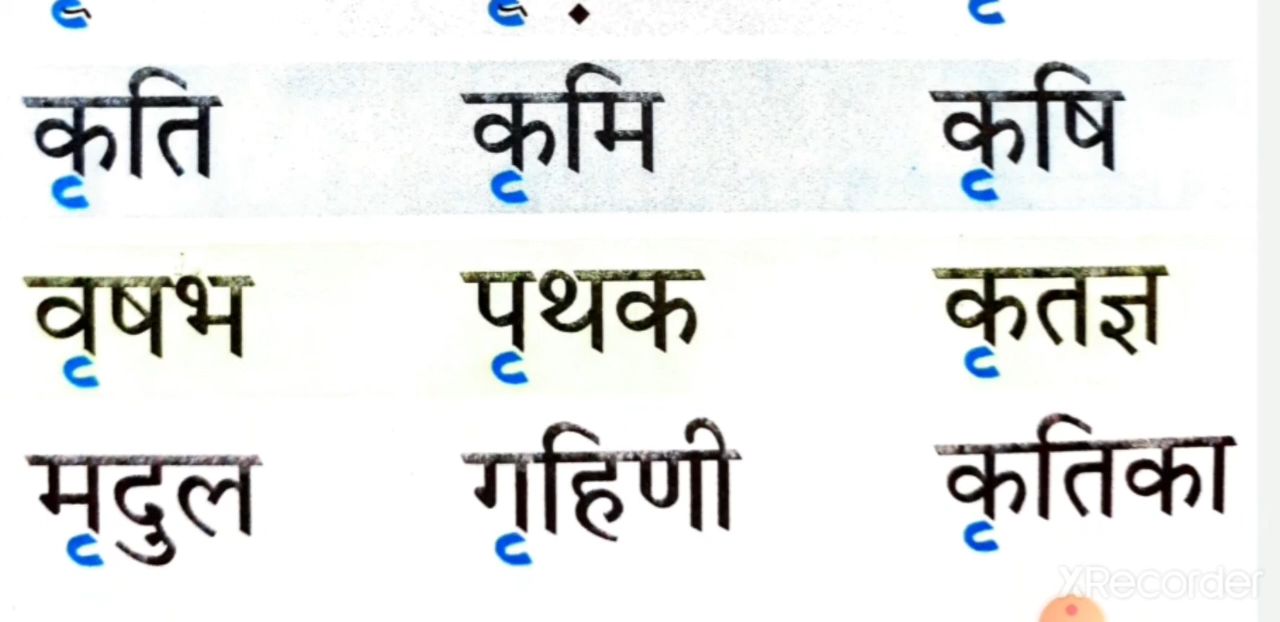 कृति कृमि कृषि
वृषभ पृथक कृतज्ञ
मृदुल गृहिणी कृतिका
XRecorder